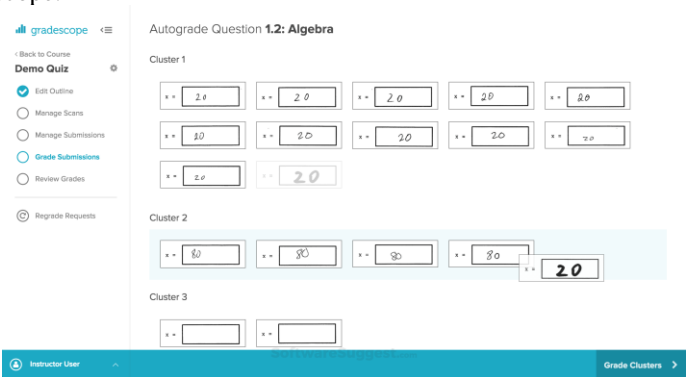 gradescope
Autograde Question 1.2: Algebra
< Back to Course
Demo Quiz
Cluster 1
Edit Outline
Manage Scans
Manage Submissions
Grade Submissions
Review Grades
Regrade Requests
x = 20 x = 20 x = 20 x = 20 x = 20
x = 20 x = 20 x = 20 x = 20 x = 20
x = 20 x = 20
Cluster 2
x = 80 x = 80 x = 80 x = 80
x = 20
Cluster 3
x = x =
SoftwareSuggest.com
Instructor User
Grade Clusters >